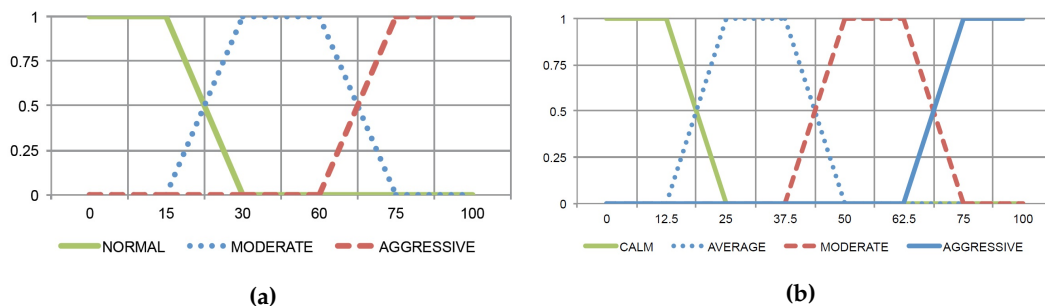 1
0.75
0.5
0.25
0
0 15 30 60 75 100
NORMAL MODERATE AGGRESSIVE
(a)
1
0.75
0.5
0.25
0
0 12.5 25 37.5 50 62.5 75 100
CALM AVERAGE MODERATE AGGRESSIVE
(b)